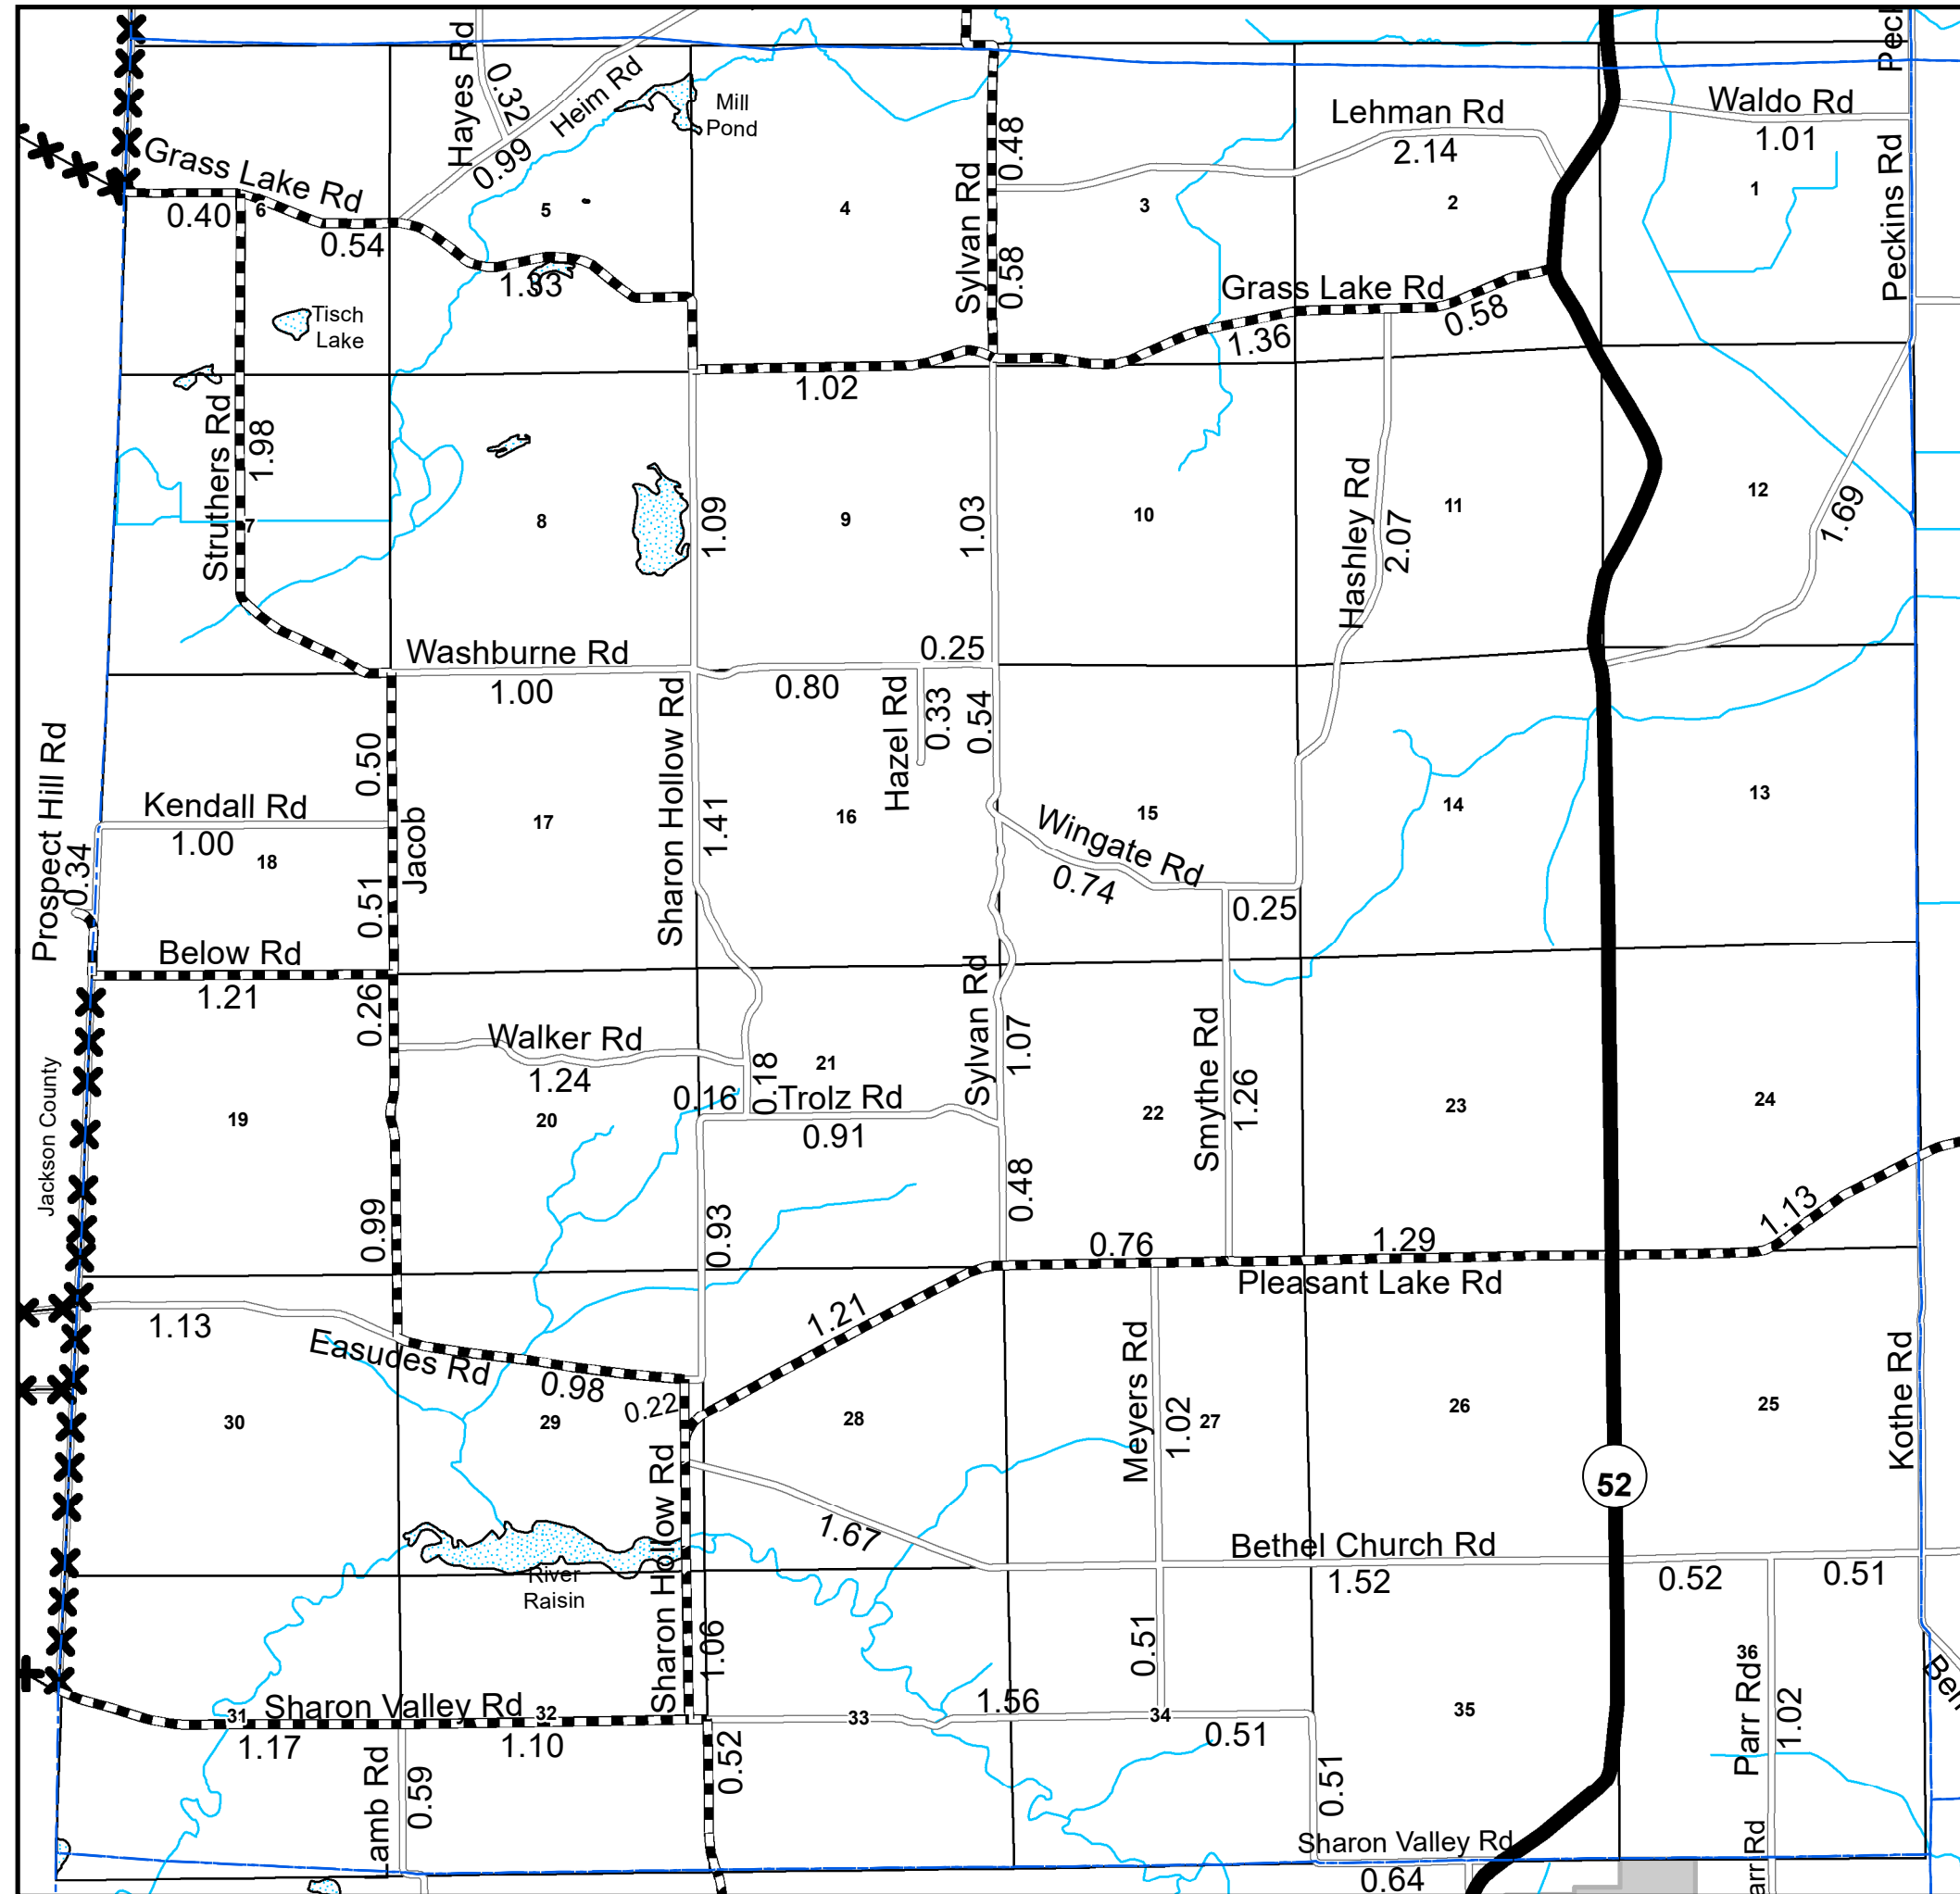 Hayes Rd
0.32
Heim Rd
0.99
Mill
Pond
Grass Lake Rd
0.40
6
0.54
5
1.33
4
Sylvan Rd
0.48
0.58
3
Lehman Rd
2.14
2
Waldo Rd
1.01
1
Peckins Rd
Grass Lake Rd
1.36
0.58
Tisch
Lake
1.02
Struthers Rd
1.98
7
8
1.09
9
1.03
10
Hashley Rd
2.07
11
12
1.69
Washburne Rd
1.00
0.80
0.25
Hazel Rd
0.33
0.54
Prospect Hill Rd
0.34
Kendall Rd
1.00
18
0.50
Jacob
0.51
17
Sharon Hollow Rd
1.41
16
Wingate Rd
0.74
15
0.25
14
13
Below Rd
1.21
0.26
Walker Rd
1.24
0.18
0.16
Trolz Rd
0.91
21
Sylvan Rd
1.07
Smythe Rd
1.26
Jackson County
19
20
22
23
24
0.99
0.93
0.48
0.76
1.29
Pleasant Lake Rd
1.13
1.13
Easudes Rd
0.98
0.22
1.21
30
29
28
Meyers Rd
1.02
27
26
25
Kothe Rd
52
Sharon Hollow Rd
1.67
Bethel Church Rd
1.52
0.52
0.51
River
Raisin
1.06
0.51
36
Parr Rd
1.02
Sharon Valley Rd
31
32
1.17
1.10
33
1.56
34
0.51
35
0.52
0.59
0.51
Sharon Valley Rd
0.64
amb Rd
arr Rd